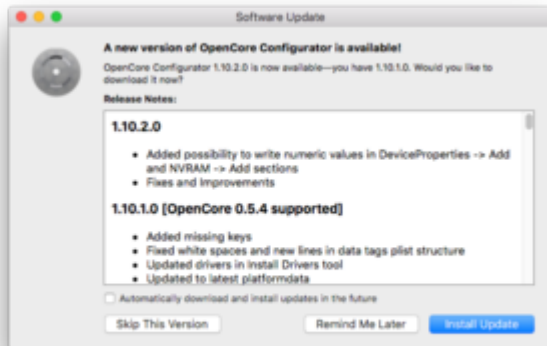 Software Update
A new version of OpenCore Configurator is available!
OpenCore Configurator 1.10.2.0 is now available—you have 1.10.1.0. Would you like to
download it now?
Release Notes:
1.10.2.0
• Added possibility to write numeric values in DeviceProperties -> Add
and NVRAM -> Add sections
• Fixes and Improvements
1.10.1.0 [OpenCore 0.5.4 supported]
• Added missing keys
• Fixed white spaces and new lines in data tags plist structure
• Updated drivers in Install Drivers tool
• Updated to latest platformdata
Automatically download and install updates in the future
Skip This Version
Remind Me Later
Install Update